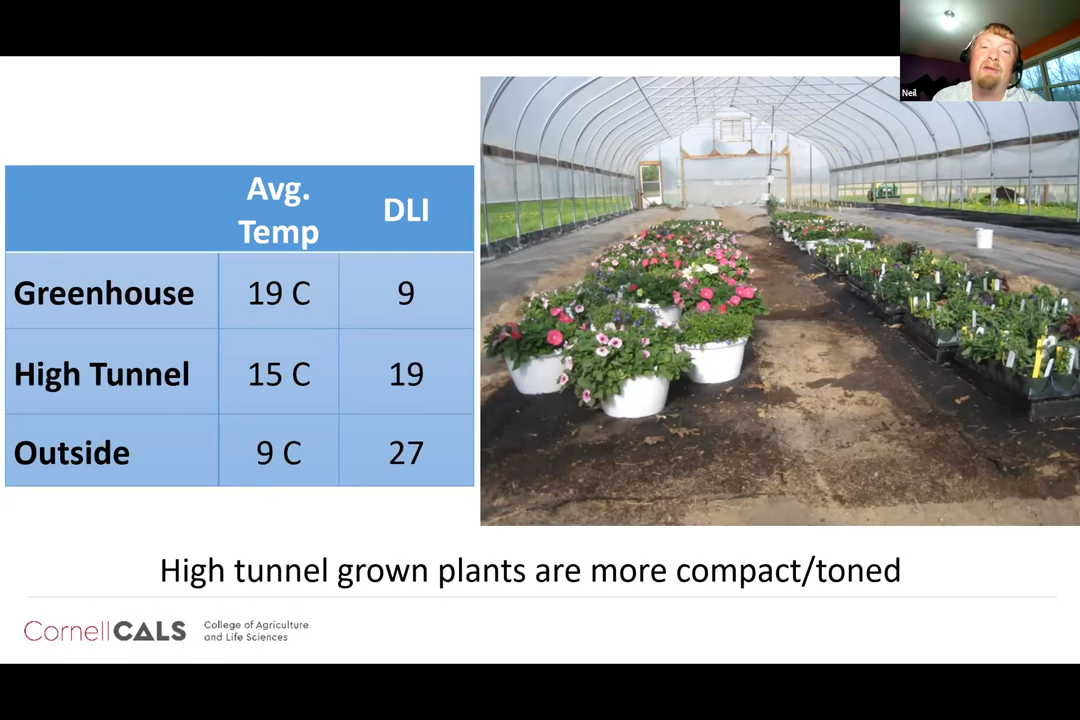 Neil
Avg.
Temp
DLI
Greenhouse
19 C
9
High Tunnel
15 C
19
Outside
9 C
27
High tunnel grown plants are more compact/toned
CornellCALS
College of Agriculture
and Life Sciences